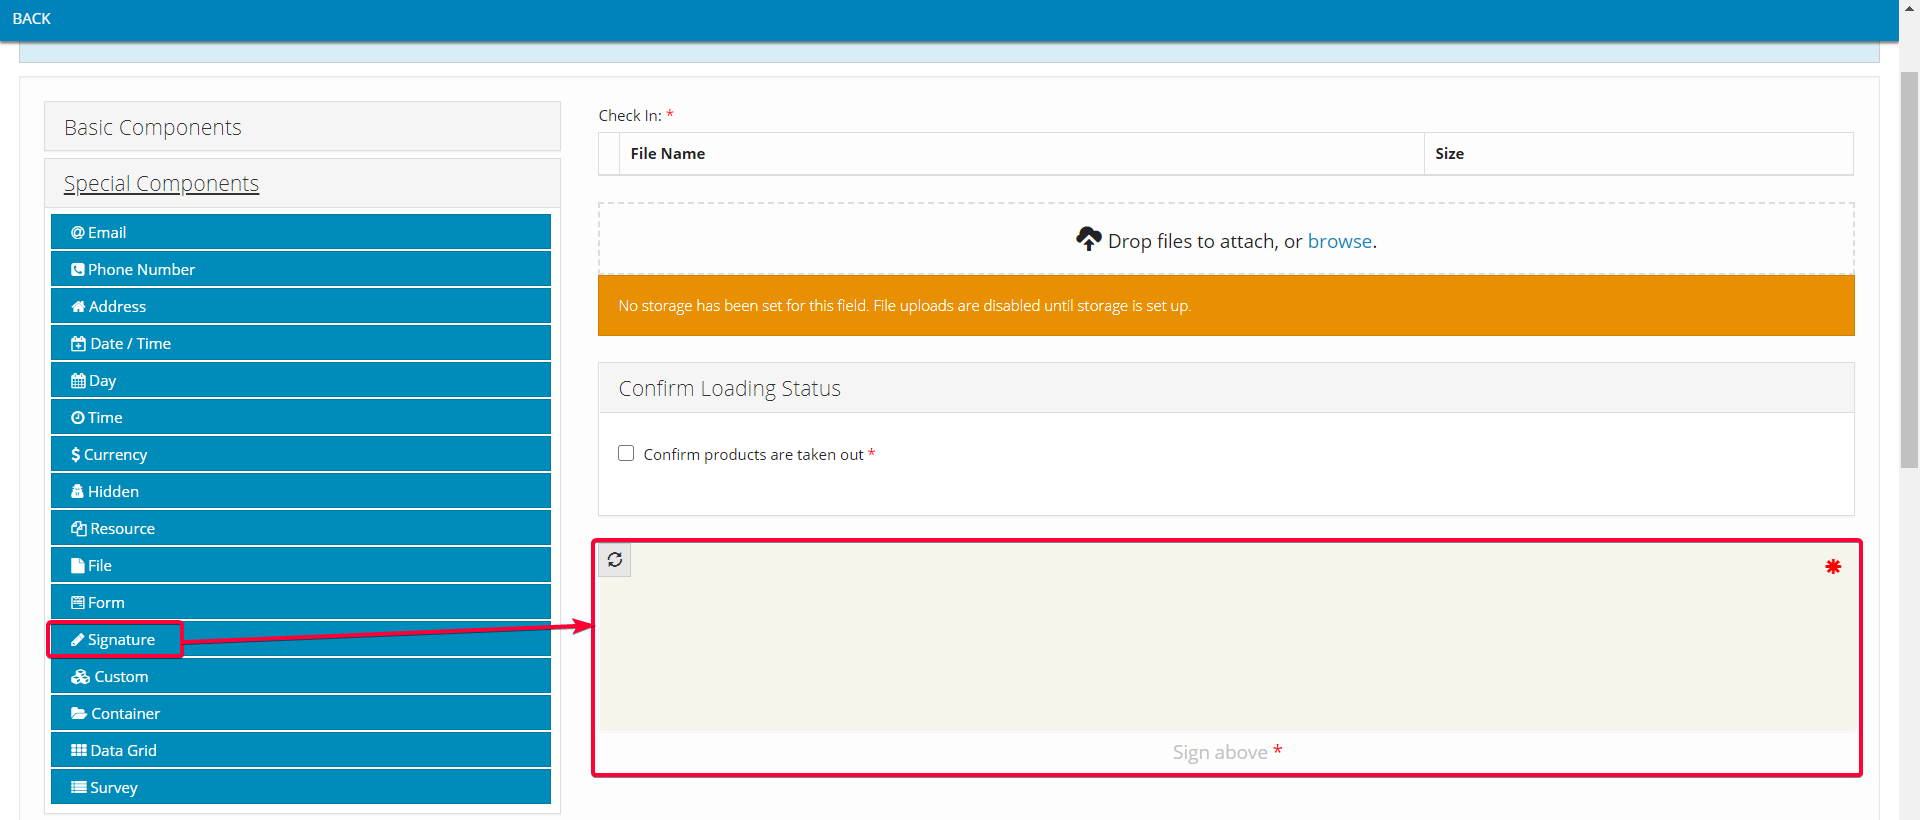 BACK
Basic Components
Special Components
Email
Phone Number
Address
Date / Time
Day
Time
Currency
Hidden
Resource
File
Form
Signature
Custom
Container
Data Grid
Survey
Check In: *
File Name Size
Drop files to attach, or browse.
No storage has been set for this field. File uploads are disabled until storage is set up.
Confirm Loading Status
Confirm products are taken out *
Sign above *